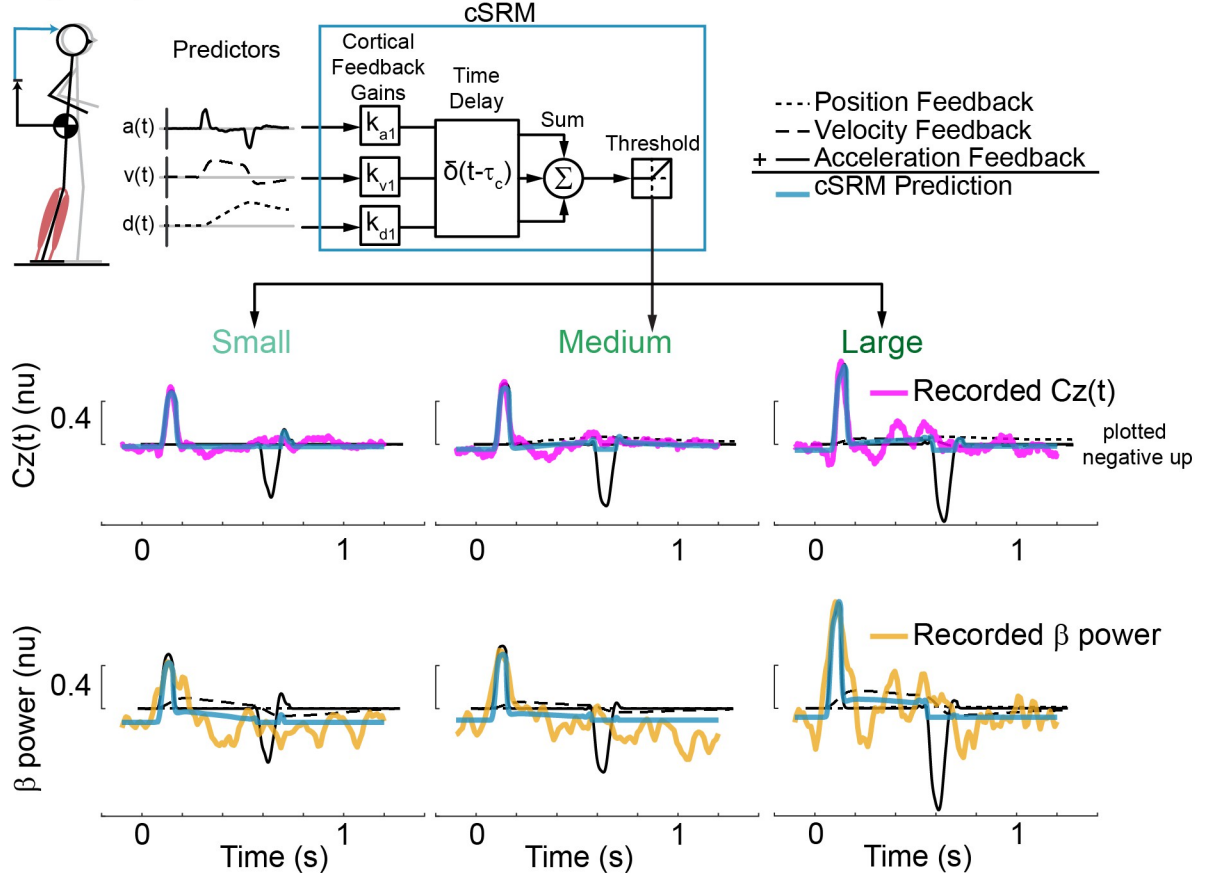 cSRM
Predictors
Cortical
Feedback
Gains
Time
Delay
Sum
Threshold
a(t)
v(t)
d(t)
k_a1
k_v1
k_d1
δ(t-τ_c)
Σ
Position Feedback
Velocity Feedback
+ Acceleration Feedback
cSRM Prediction
Small
Medium
Large
Cz(t) (nu)
0.4
Recorded Cz(t)
plotted
negative up
0 1
0 1
0 1
β power (nu)
0.4
Recorded β power
0 1
0 1
0 1
Time (s)
Time (s)
Time (s)